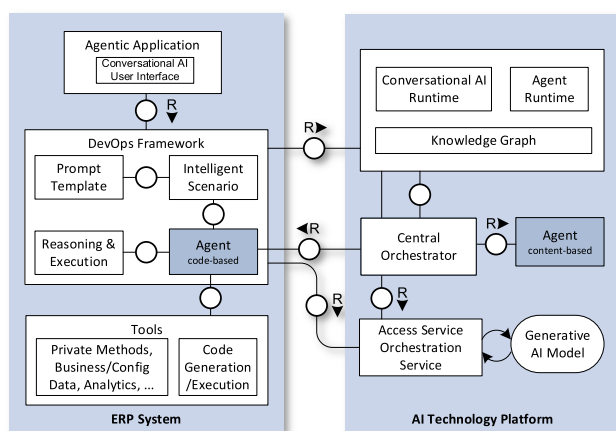 Agentic Application
Conversational AI
User Interface
R
DevOps Framework
Prompt
Template
Intelligent
Scenario
Reasoning &
Execution
Agent
code-based
Tools
Private Methods,
Business/Config
Data, Analytics, ...
Code
Generation
/Execution
ERP System
R
R
R
Conversational AI
Runtime
Agent
Runtime
Knowledge Graph
Central
Orchestrator
R
Agent
content-based
R
Access Service
Orchestration
Service
Generative
AI Model
AI Technology Platform